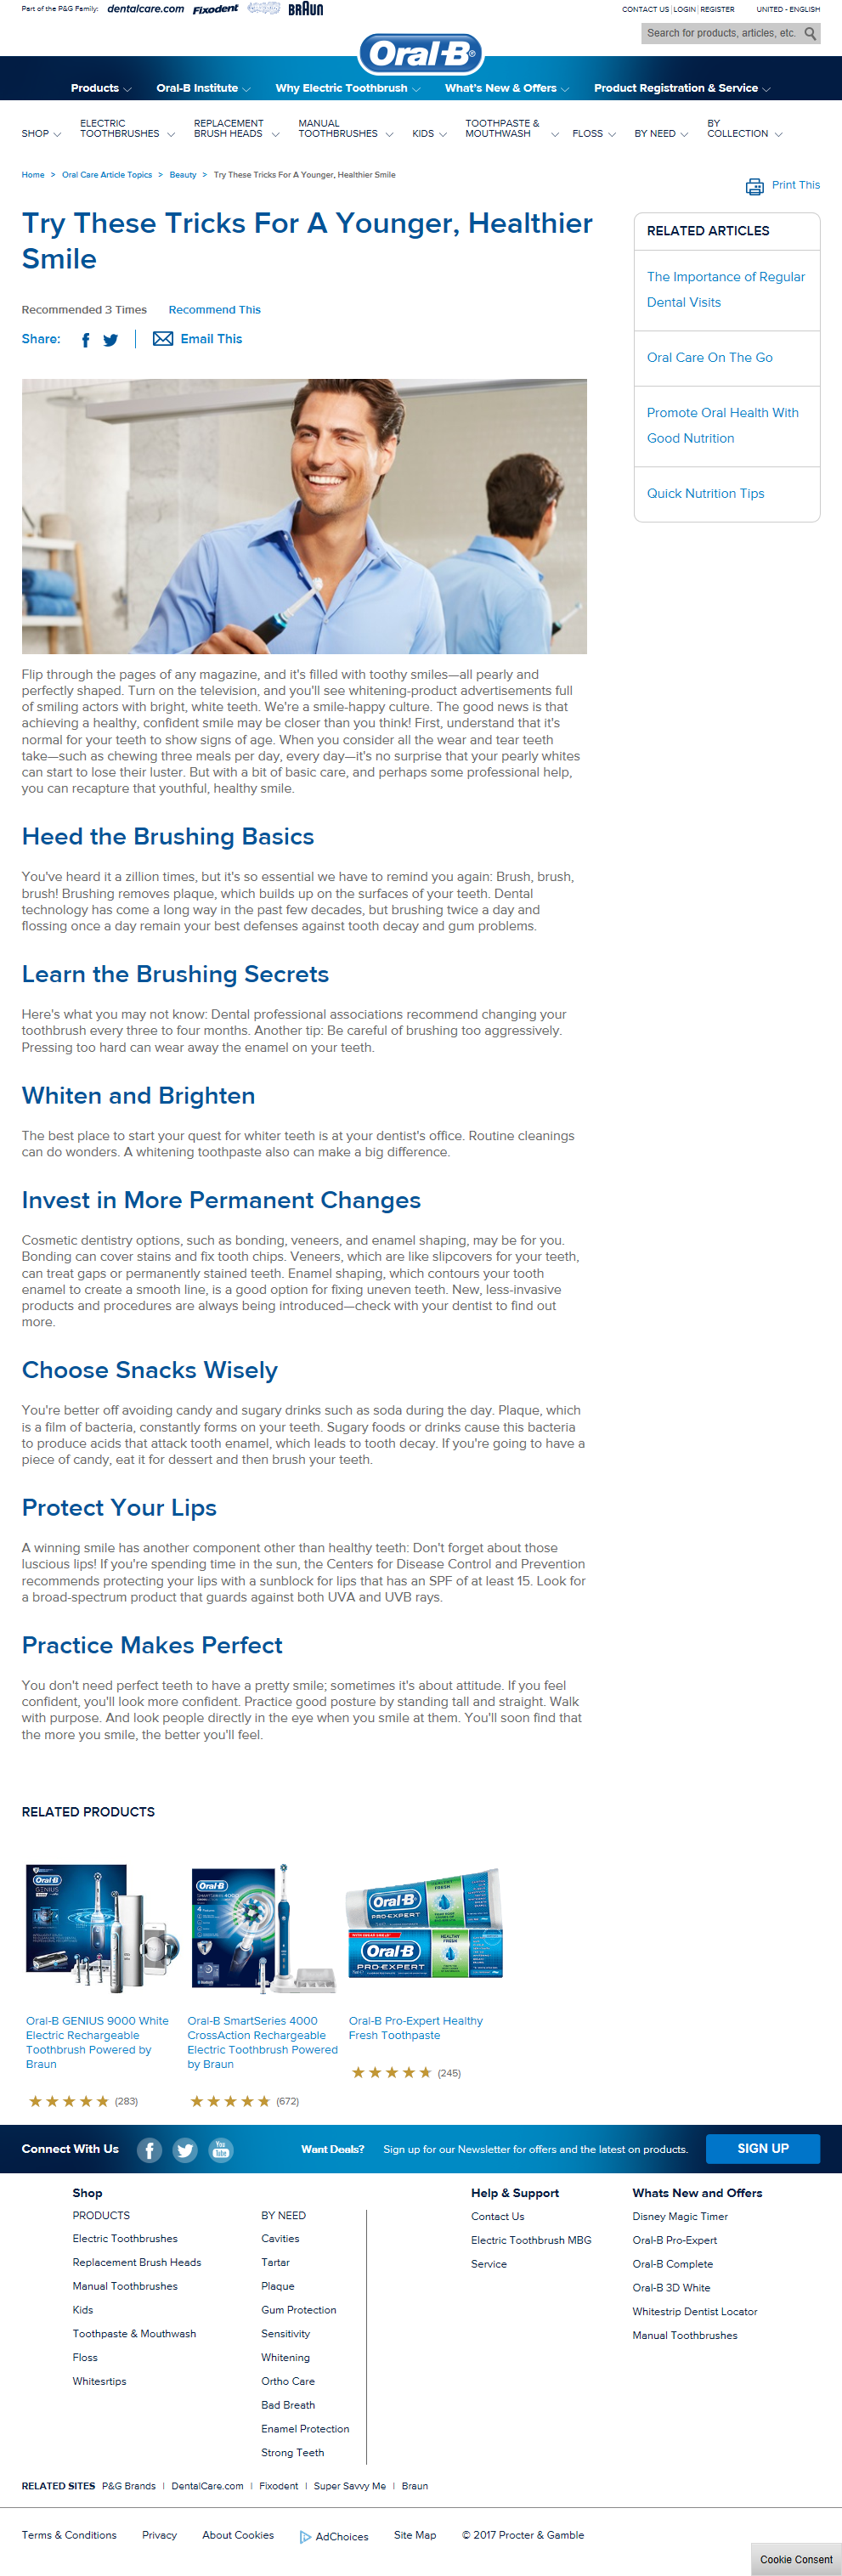 Part of the P&G Family: dentalcare.com Fixodent BRAUN
CONTACT US | LOGIN | REGISTER UNITED - ENGLISH
Search for products, articles, etc.
Oral-B
Products Oral-B Institute Why Electric Toothbrush What's New & Offers Product Registration & Service
SHOP ELECTRIC TOOTHBRUSHES REPLACEMENT BRUSH HEADS MANUAL TOOTHBRUSHES KIDS TOOTHPASTE & MOUTHWASH FLOSS BY NEED BY COLLECTION
Home > Oral Care Article Topics > Beauty > Try These Tricks For A Younger, Healthier Smile
Print This
Try These Tricks For A Younger, Healthier
Smile
Recommended 3 Times Recommend This
Share: Email This
RELATED ARTICLES
The Importance of Regular
Dental Visits
Oral Care On The Go
Promote Oral Health With
Good Nutrition
Quick Nutrition Tips
Flip through the pages of any magazine, and it's filled with toothy smiles—all pearly and
perfectly shaped. Turn on the television, and you'll see whitening-product advertisements full
of smiling actors with bright, white teeth. We're a smile-happy culture. The good news is that
achieving a healthy, confident smile may be closer than you think! First, understand that it's
normal for your teeth to show signs of age. When you consider all the wear and tear teeth
take—such as chewing three meals per day, every day—it's no surprise that your pearly whites
can start to lose their luster. But with a bit of basic care, and perhaps some professional help,
you can recapture that youthful, healthy smile.
Heed the Brushing Basics
You've heard it a zillion times, but it's so essential we have to remind you again: Brush, brush,
brush! Brushing removes plaque, which builds up on the surfaces of your teeth. Dental
technology has come a long way in the past few decades, but brushing twice a day and
flossing once a day remain your best defenses against tooth decay and gum problems.
Learn the Brushing Secrets
Here's what you may not know: Dental professional associations recommend changing your
toothbrush every three to four months. Another tip: Be careful of brushing too aggressively.
Pressing too hard can wear away the enamel on your teeth.
Whiten and Brighten
The best place to start your quest for whiter teeth is at your dentist's office. Routine cleanings
can do wonders. A whitening toothpaste also can make a big difference.
Invest in More Permanent Changes
Cosmetic dentistry options, such as bonding, veneers, and enamel shaping, may be for you.
Bonding can cover stains and fix tooth chips. Veneers, which are like slipcovers for your teeth,
can treat gaps or permanently stained teeth. Enamel shaping, which contours your tooth
enamel to create a smooth line, is a good option for fixing uneven teeth. New, less-invasive
products and procedures are always being introduced—check with your dentist to find out
more.
Choose Snacks Wisely
You're better off avoiding candy and sugary drinks such as soda during the day. Plaque, which
is a film of bacteria, constantly forms on your teeth. Sugary foods or drinks cause this bacteria
to produce acids that attack tooth enamel, which leads to tooth decay. If you're going to have a
piece of candy, eat it for dessert and then brush your teeth.
Protect Your Lips
A winning smile has another component other than healthy teeth: Don't forget about those
luscious lips! If you're spending time in the sun, the Centers for Disease Control and Prevention
recommends protecting your lips with a sunblock for lips that has an SPF of at least 15. Look for
a broad-spectrum product that guards against both UVA and UVB rays.
Practice Makes Perfect
You don't need perfect teeth to have a pretty smile; sometimes it's about attitude. If you feel
confident, you'll look more confident. Practice good posture by standing tall and straight. Walk
with purpose. And look people directly in the eye when you smile at them. You'll soon find that
the more you smile, the better you'll feel.
RELATED PRODUCTS
Oral-B GENIUS
Oral-B SMARTSERIES 4000
Oral-B PRO-EXPERT HEALTHY FRESH
Oral-B PRO-EXPERT HEALTHY FRESH
Oral-B GENIUS 9000 White
Electric Rechargeable
Toothbrush Powered by
Braun
(283)
Oral-B SmartSeries 4000
CrossAction Rechargeable
Electric Toothbrush Powered
by Braun
(672)
Oral-B Pro-Expert Healthy
Fresh Toothpaste
(245)
Connect With Us You Tube Want Deals? Sign up for our Newsletter for offers and the latest on products. SIGN UP
Shop
PRODUCTS
Electric Toothbrushes
Replacement Brush Heads
Manual Toothbrushes
Kids
Toothpaste & Mouthwash
Floss
Whitesrtips
BY NEED
Cavities
Tartar
Plaque
Gum Protection
Sensitivity
Whitening
Ortho Care
Bad Breath
Enamel Protection
Strong Teeth
Help & Support
Contact Us
Electric Toothbrush MBG
Service
Whats New and Offers
Disney Magic Timer
Oral-B Pro-Expert
Oral-B Complete
Oral-B 3D White
Whitestrip Dentist Locator
Manual Toothbrushes
RELATED SITES P&G Brands | DentalCare.com | Fixodent | Super Savvy Me | Braun
Terms & Conditions Privacy About Cookies AdChoices Site Map © 2017 Procter & Gamble
Cookie Consent